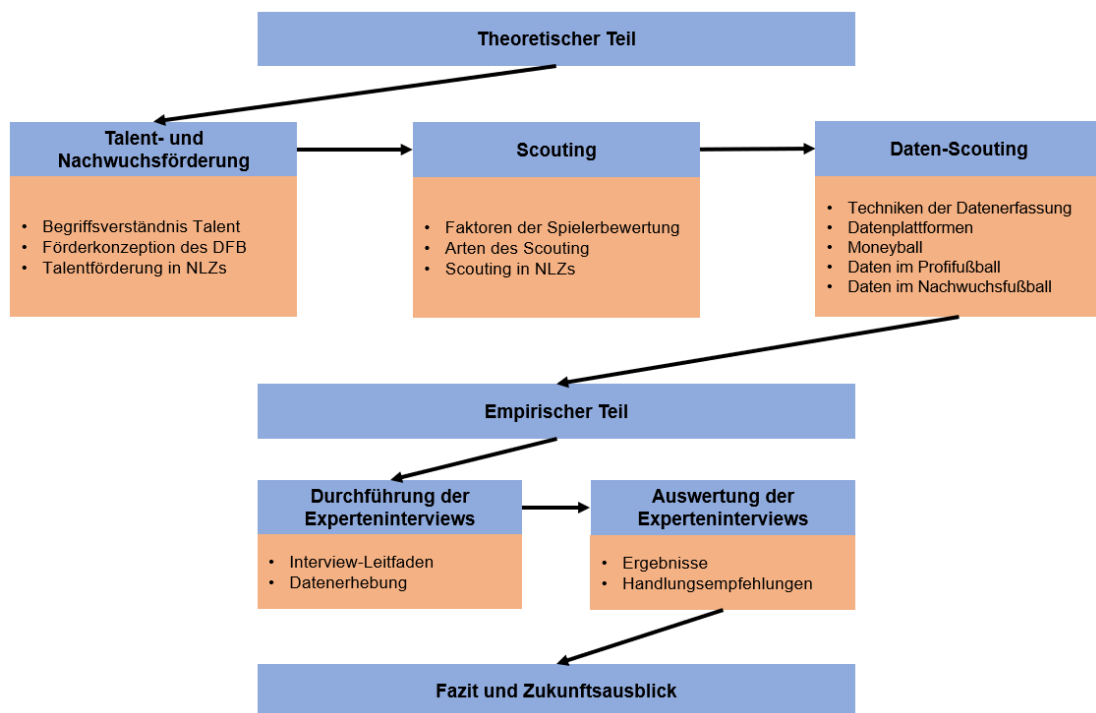 Theoretischer Teil
Talent- und
Nachwuchsförderung
• Begriffsverständnis Talent
• Förderkonzeption des DFB
• Talentförderung in NLZs
Scouting
• Faktoren der Spielerbewertung
• Arten des Scouting
• Scouting in NLZs
Daten-Scouting
• Techniken der Datenerfassung
• Datenplattformen
• Moneyball
• Daten im Profifußball
• Daten im Nachwuchsfußball
Empirischer Teil
Durchführung der
Experteninterviews
• Interview-Leitfaden
• Datenerhebung
Auswertung der
Experteninterviews
• Ergebnisse
• Handlungsempfehlungen
Fazit und Zukunftsausblick